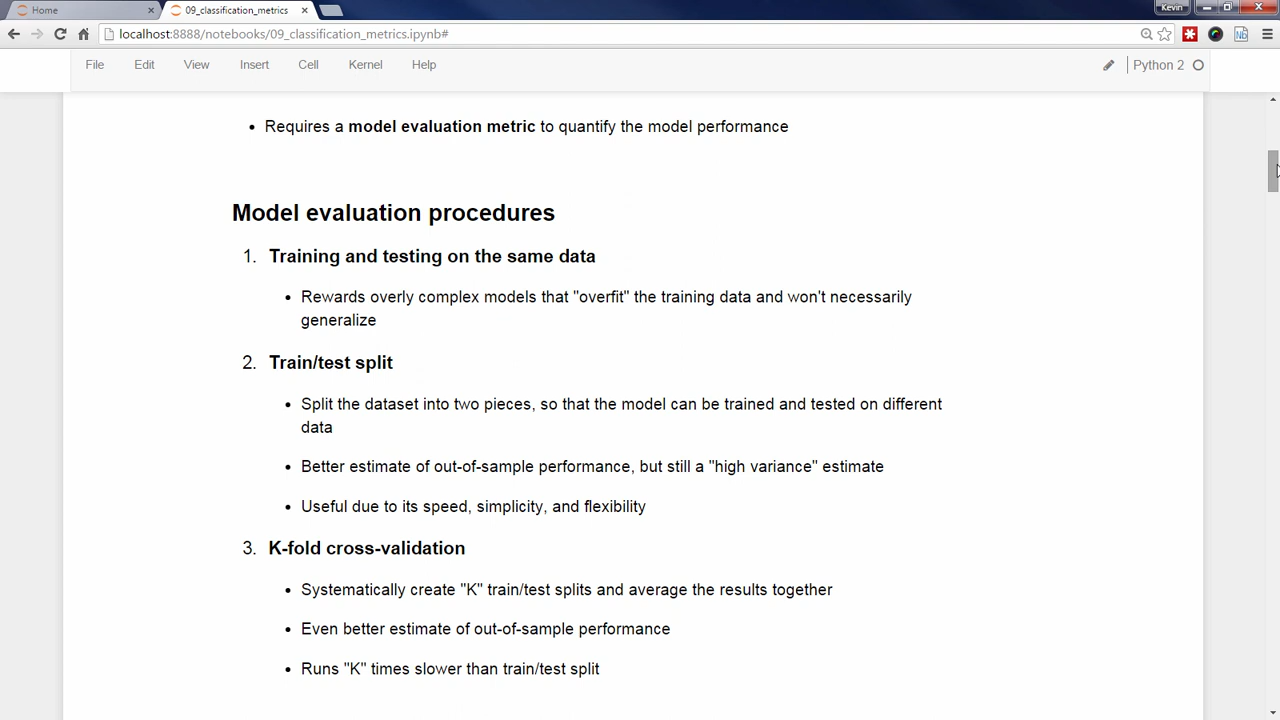 Home
09_classification_metrics
Kevin
localhost:8888/notebooks/09_classification_metrics.ipynb#
File Edit View Insert Cell Kernel Help Python 2
• Requires a model evaluation metric to quantify the model performance
Model evaluation procedures
1. Training and testing on the same data
• Rewards overly complex models that "overfit" the training data and won't necessarily
generalize
2. Train/test split
• Split the dataset into two pieces, so that the model can be trained and tested on different
data
• Better estimate of out-of-sample performance, but still a "high variance" estimate
• Useful due to its speed, simplicity, and flexibility
3. K-fold cross-validation
• Systematically create "K" train/test splits and average the results together
• Even better estimate of out-of-sample performance
• Runs "K" times slower than train/test split